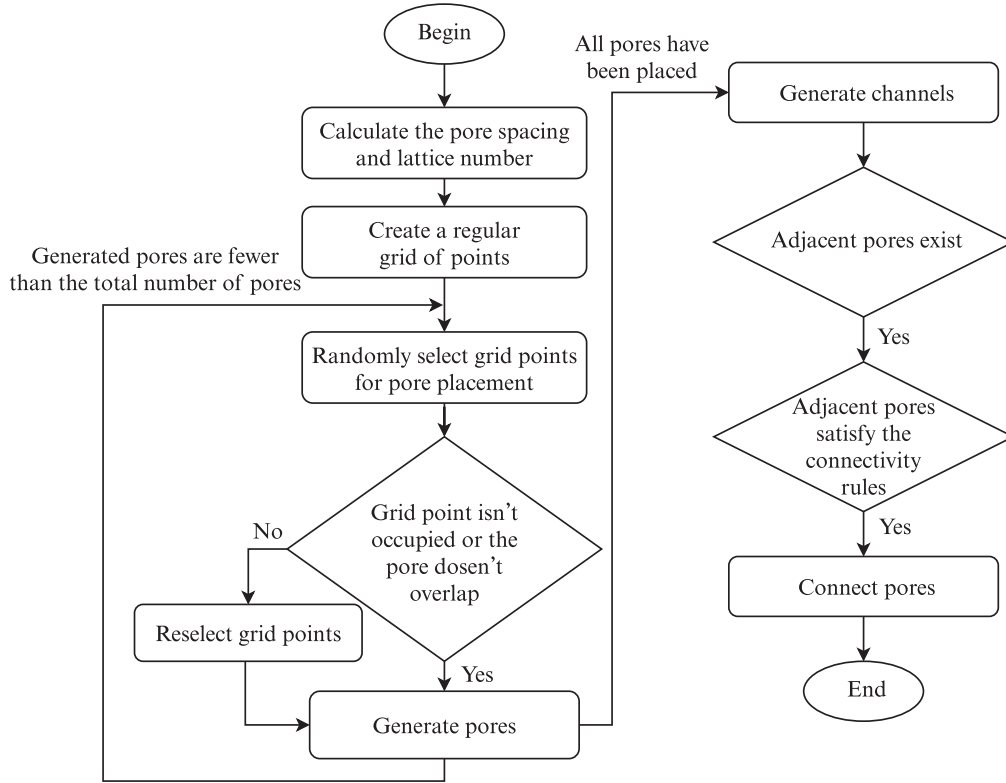 Begin
Calculate the pore spacing
and lattice number
Create a regular
grid of points
Generated pores are fewer
than the total number of pores
Randomly select grid points
for pore placement
Grid point isn't
occupied or the
pore dosen't
overlap
No
Reselect grid points
Yes
Generate pores
All pores have
been placed
Generate channels
Adjacent pores exist
Yes
Adjacent pores
satisfy the
connectivity
rules
Yes
Connect pores
End